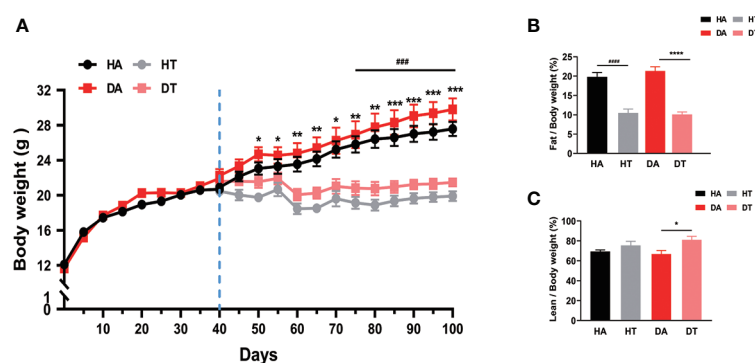 A
HA HT
DA DT
###
* * ** ** * ** ** *** *** *** ***
Body weight (g)
32
28
24
20
16
12
1
0
10 20 30 40 50 60 70 80 90 100
Days
B
HA HT
DA DT
Fat / Body weight (%)
25
20
15
10
5
0
####
****
HA HT DA DT
C
HA HT
DA DT
Lean / Body weight (%)
100
80
60
40
20
0
*
HA HT DA DT